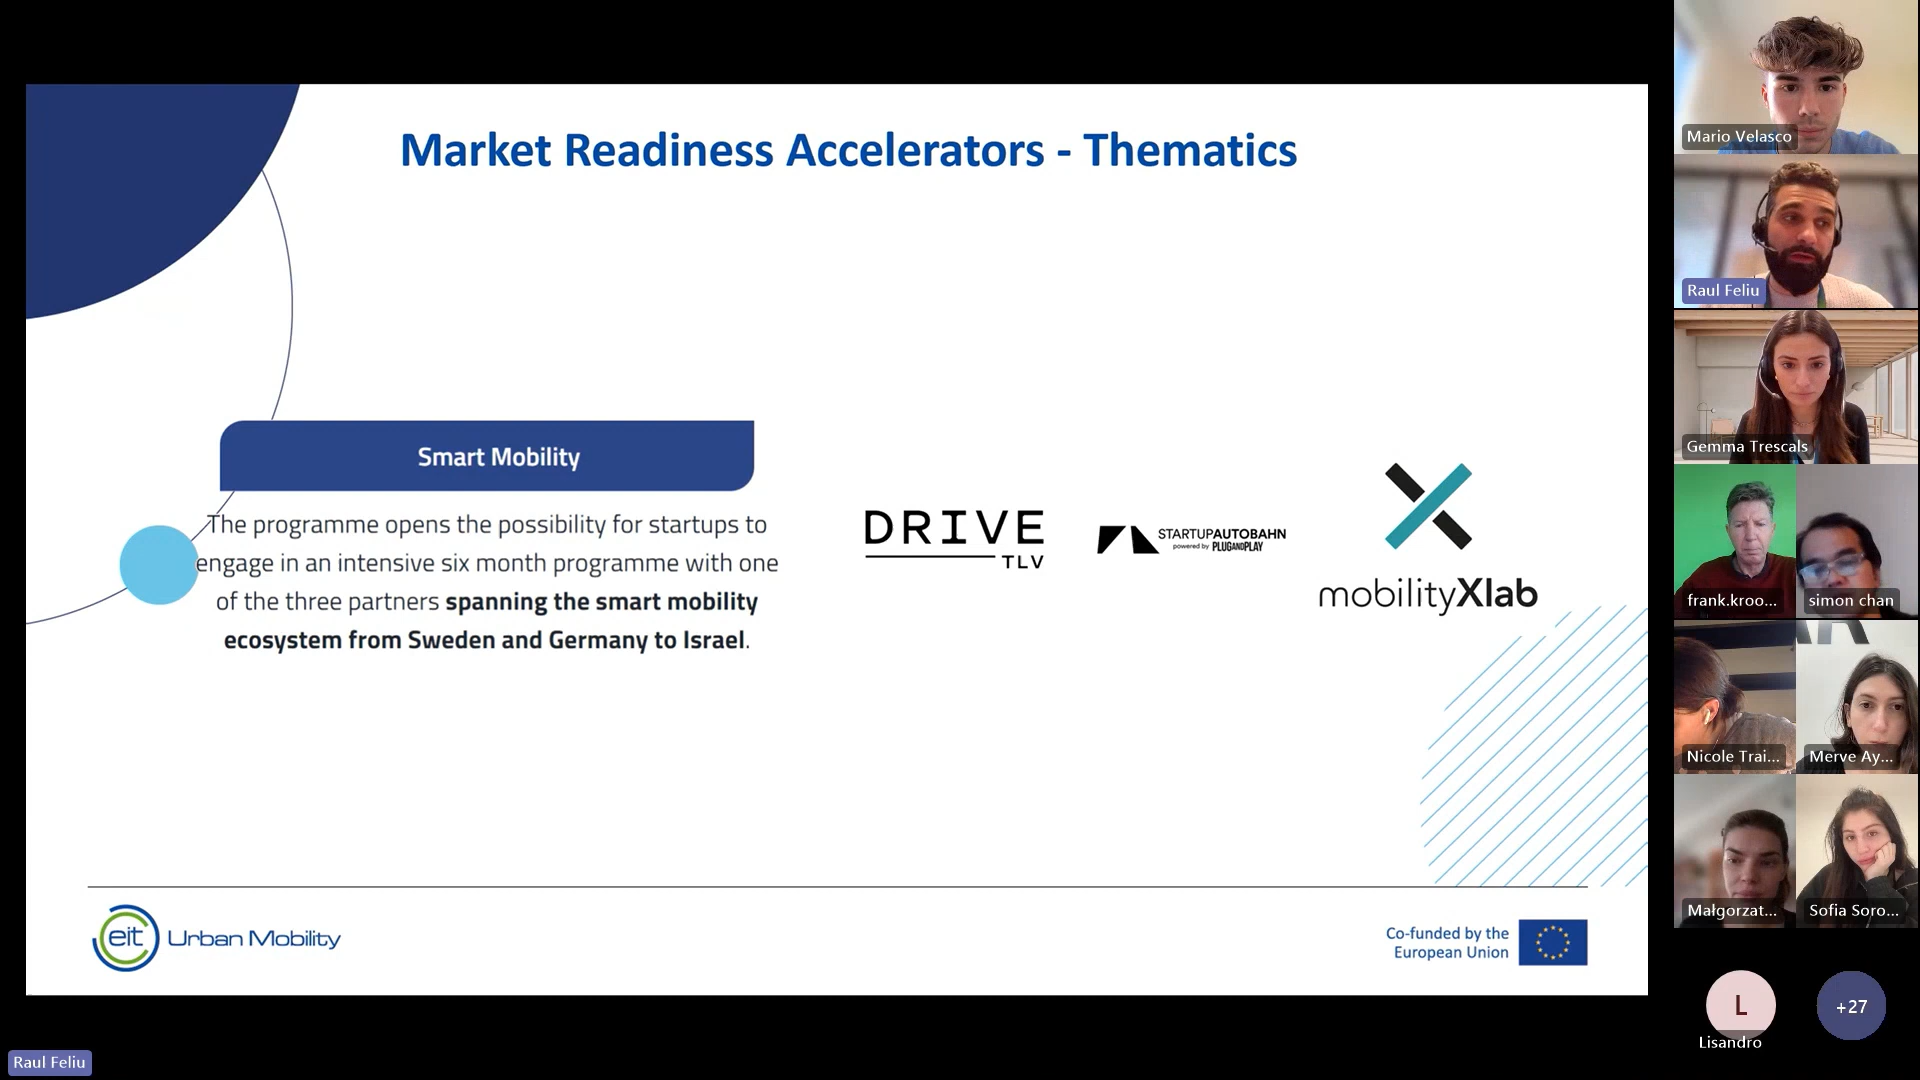 Market Readiness Accelerators - Thematics
Smart Mobility
The programme opens the possibility for startups to
engage in an intensive six month programme with one
of the three partners spanning the smart mobility
ecosystem from Sweden and Germany to Israel.
DRIVE
TLV
STARTUPAUTOBAHN
powered by PLUGANDPLAY
mobilityXlab
eit Urban Mobility
Co-funded by the
European Union
Mario Velasco
Raul Feliu
Gemma Trescals
frank.kroo...
simon chan
Nicole Trai...
Merve Ay...
Małgorzat...
Sofia Soro...
L
Lisandro
+27
Raul Feliu